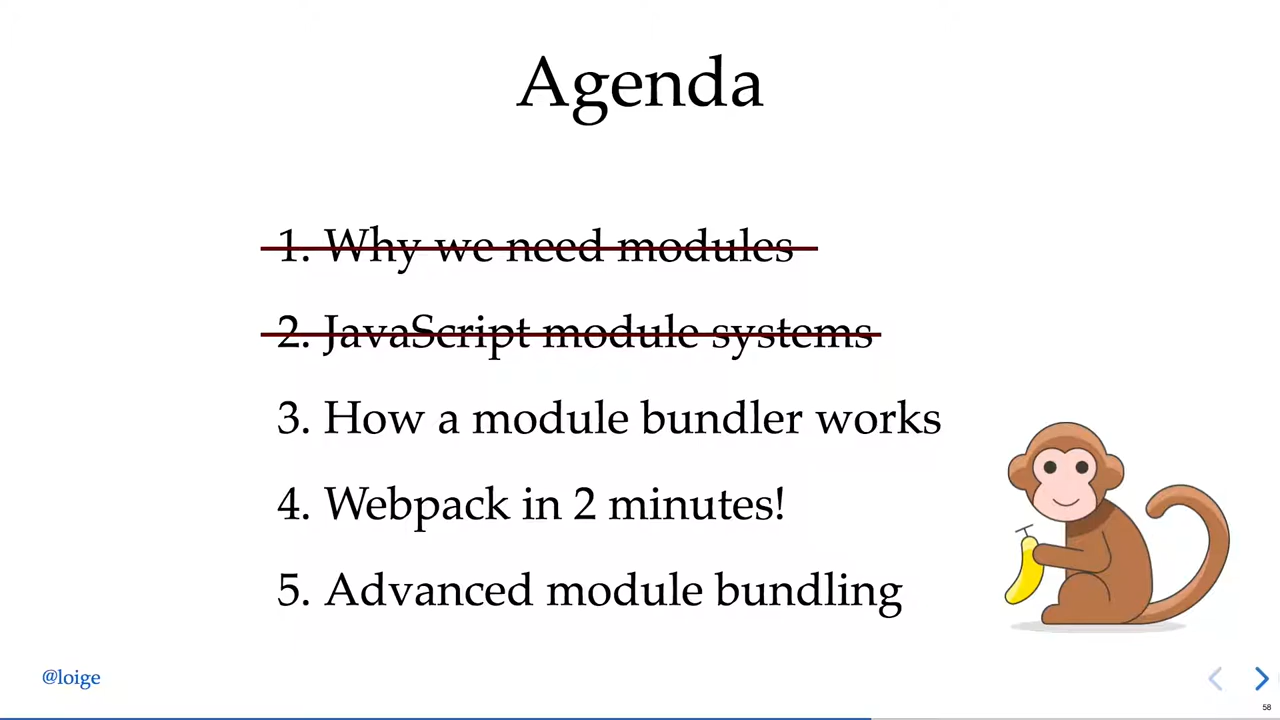 Agenda
1. Why we need modules
2. JavaScript module systems
3. How a module bundler works
4. Webpack in 2 minutes!
5. Advanced module bundling
@loige
58